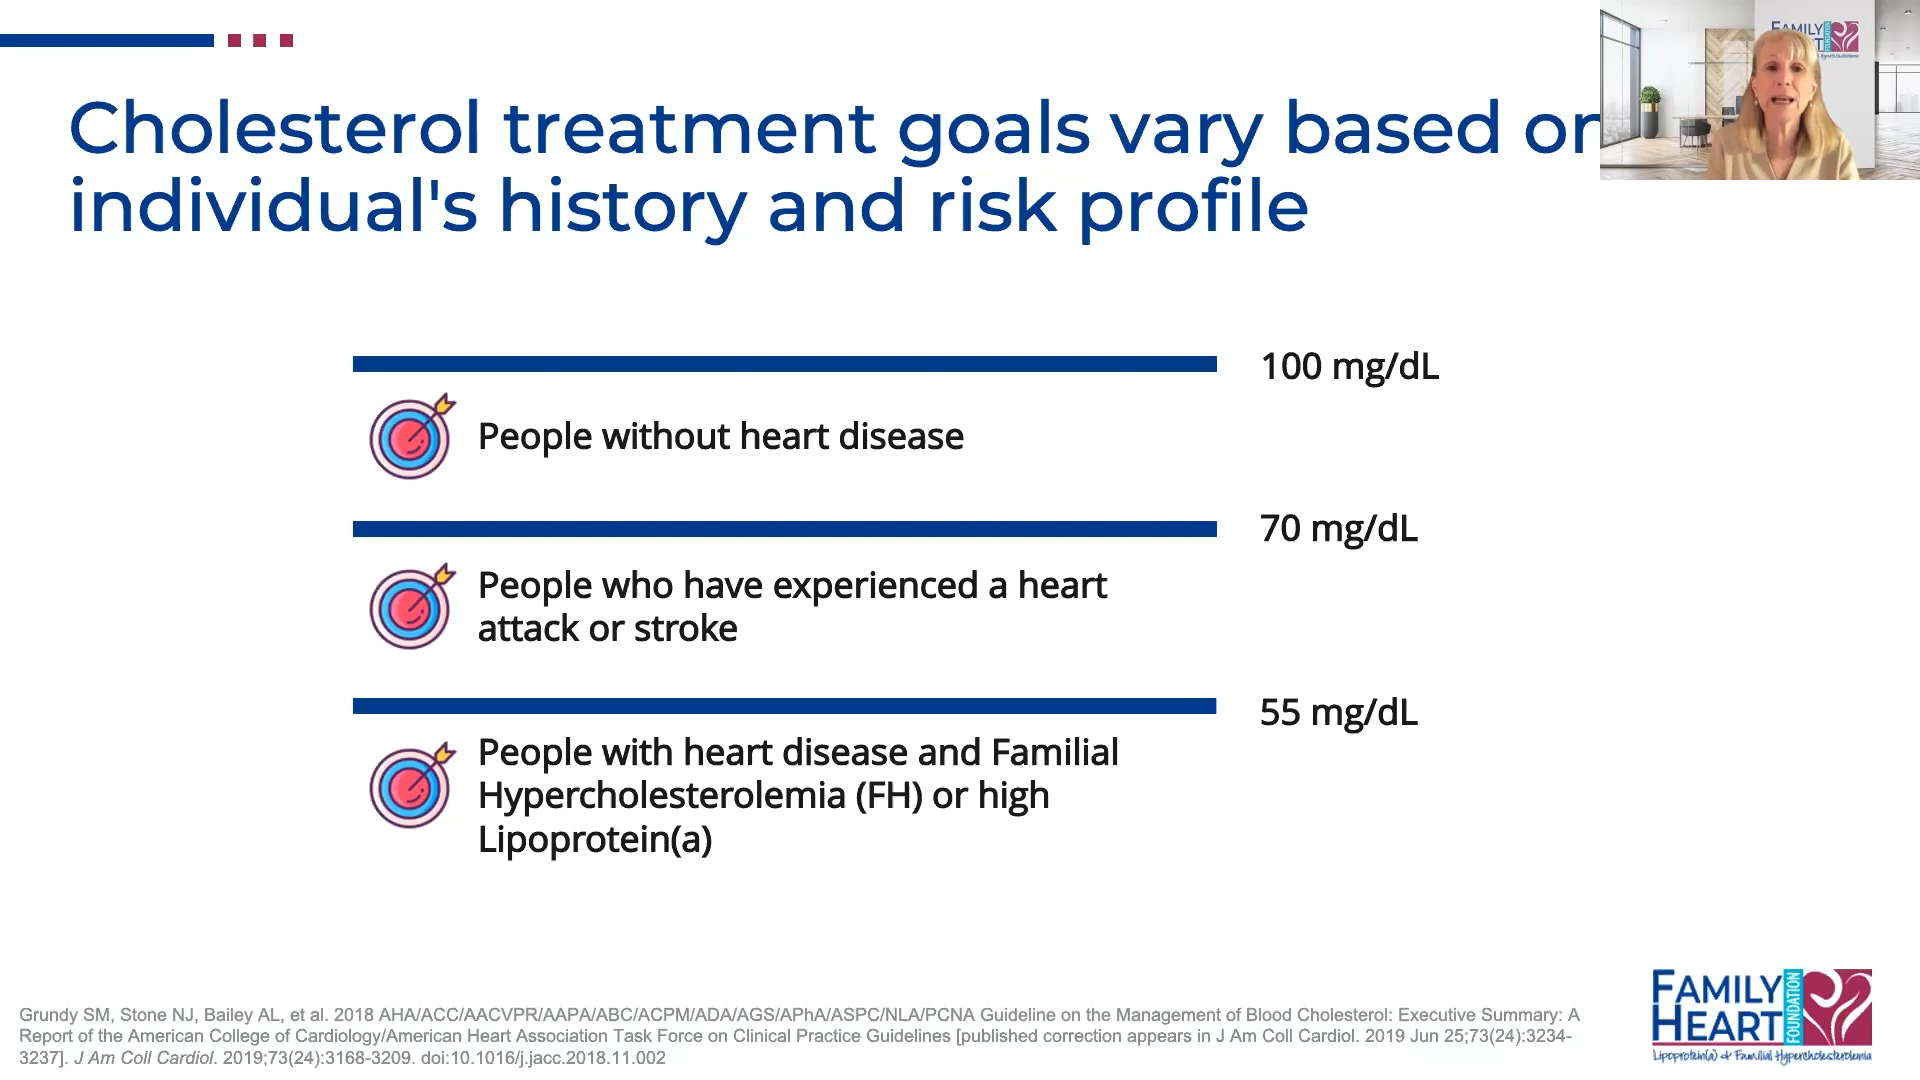 Cholesterol treatment goals vary based on
individual's history and risk profile
FAMILY
100 mg/dL
People without heart disease
70 mg/dL
People who have experienced a heart
attack or stroke
55 mg/dL
People with heart disease and Familial
Hypercholesterolemia (FH) or high
Lipoprotein(a)
Grundy SM, Stone NJ, Bailey AL, et al. 2018 AHA/ACC/AACVPR/AAPA/ABC/ACPM/ADA/AGS/APhA/ASPC/NLA/PCNA Guideline on the Management of Blood Cholesterol: Executive Summary: A
Report of the American College of Cardiology/American Heart Association Task Force on Clinical Practice Guidelines [published correction appears in J Am Coll Cardiol. 2019 Jun 25;73(24):3234-
3237]. J Am Coll Cardiol. 2019;73(24):3168-3209. doi:10.1016/j.jacc.2018.11.002
FAMILY
HEART
FOUNDATION
Lipoprotein(a) & Familial Hypercholesterolemia